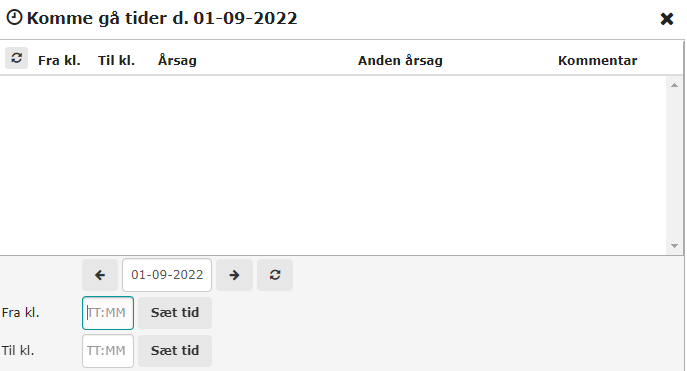 Komme gå tider d. 01-09-2022
Fra kl. Til kl. Årsag Anden årsag Kommentar
01-09-2022
Fra kl. TT:MM Sæt tid
Til kl. TT:MM Sæt tid